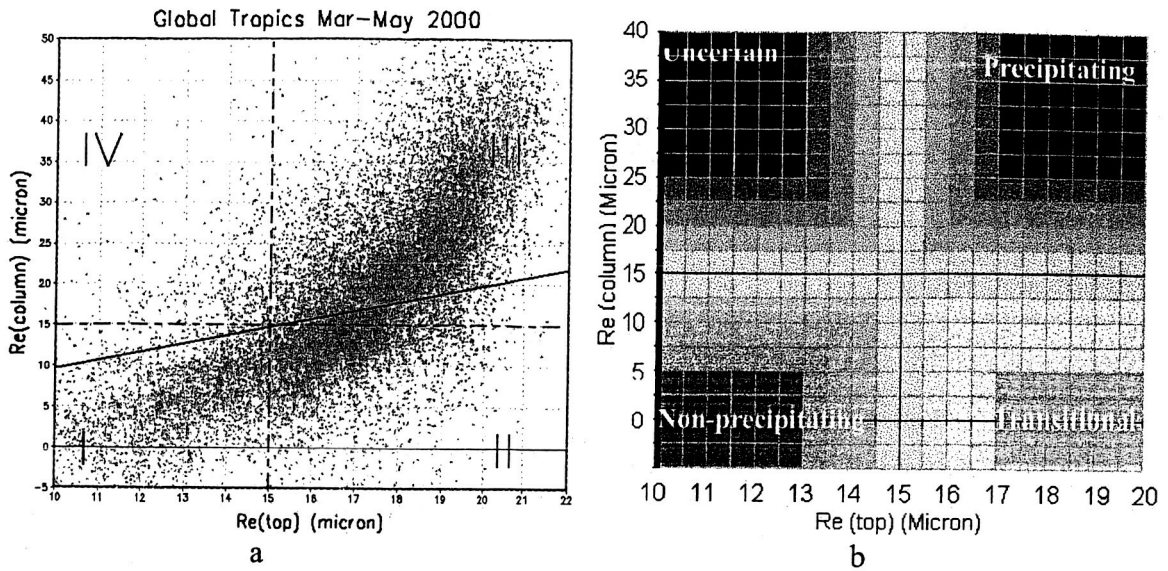 Global Tropics Mar-May 2000
50
45
40
35
30
25
20
15
10
5
0
-5
Re(column) (micron)
IV
III
I
II
10 11 12 13 14 15 16 17 18 19 20 21 22
Re(top) (micron)
a
40
35
30
25
20
15
10
5
0
Re (column) (Micron)
Uncertain
Precipitating
Non-precipitating
Transitional
10 11 12 13 14 15 16 17 18 19 20
Re (top) (Micron)
b